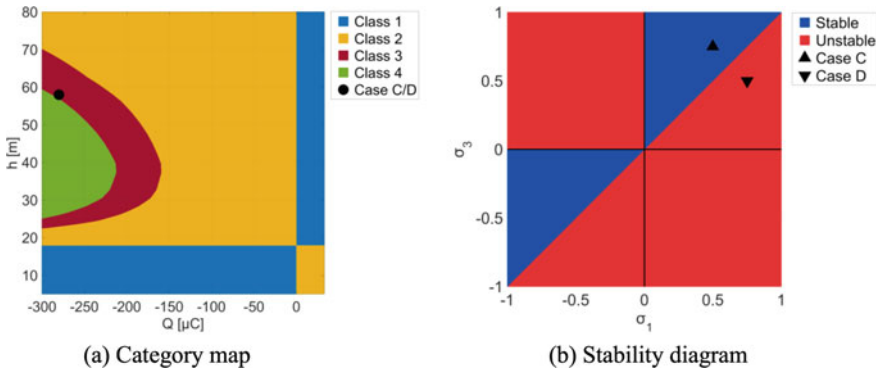 80
70
60
50
40
30
20
10
h [m]
-300
-250
-200
-150
-100
-50
0
Q [µC]
Class 1
Class 2
Class 3
Class 4
Case C/D
(a) Category map
1
0.5
0
-0.5
-1
σ3
-1
-0.5
0
0.5
1
σ1
Stable
Unstable
Case C
Case D
(b) Stability diagram